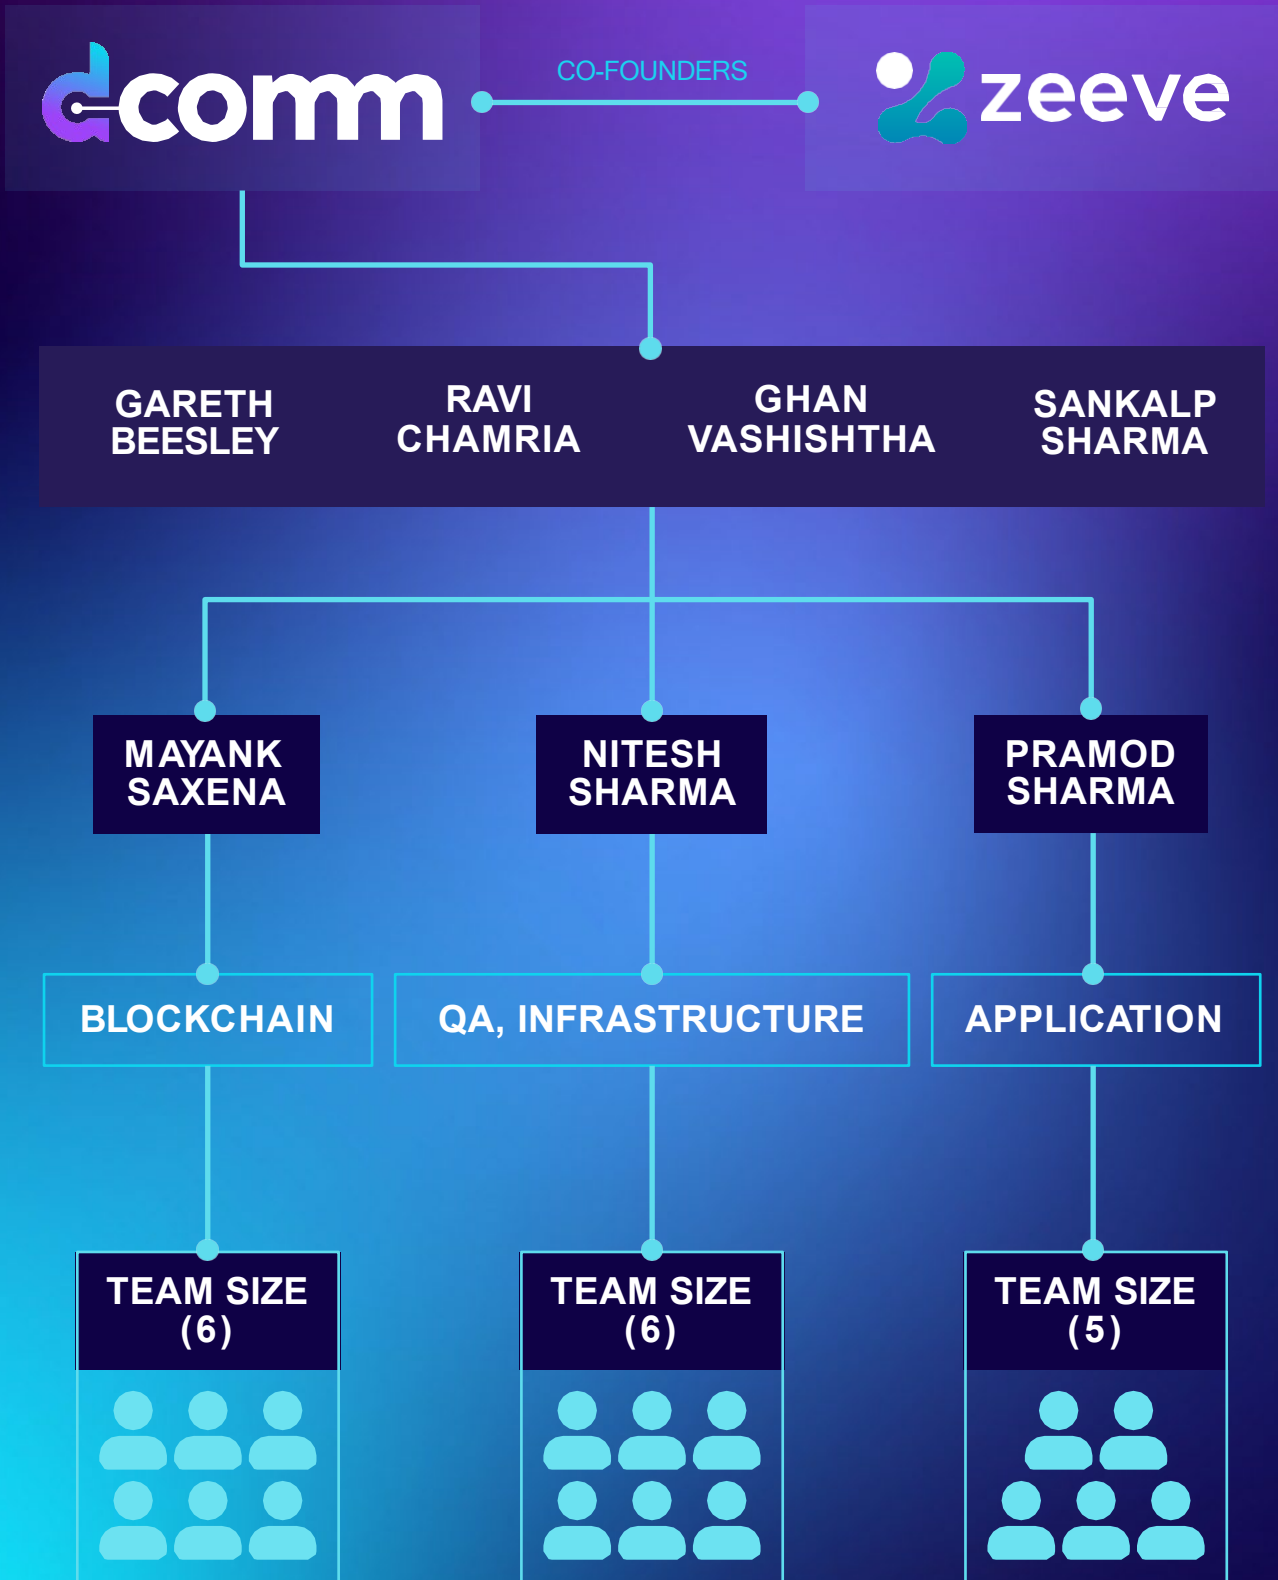 dcomm
CO-FOUNDERS
zeeve
GARETH
BEESLEY
RAVI
CHAMRIA
GHAN
VASHISHTHA
SANKALP
SHARMA
MAYANK
SAXENA
NITESH
SHARMA
PRAMOD
SHARMA
BLOCKCHAIN
QA, INFRASTRUCTURE
APPLICATION
TEAM SIZE
(6)
TEAM SIZE
(6)
TEAM SIZE
(5)